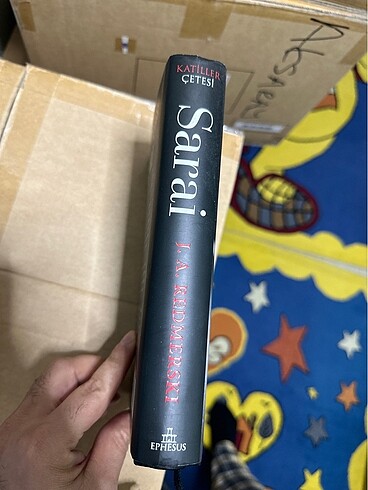 KATİLLER
ÇETESİ
Sarai
J. A. REDMERSKI
EPHESUS